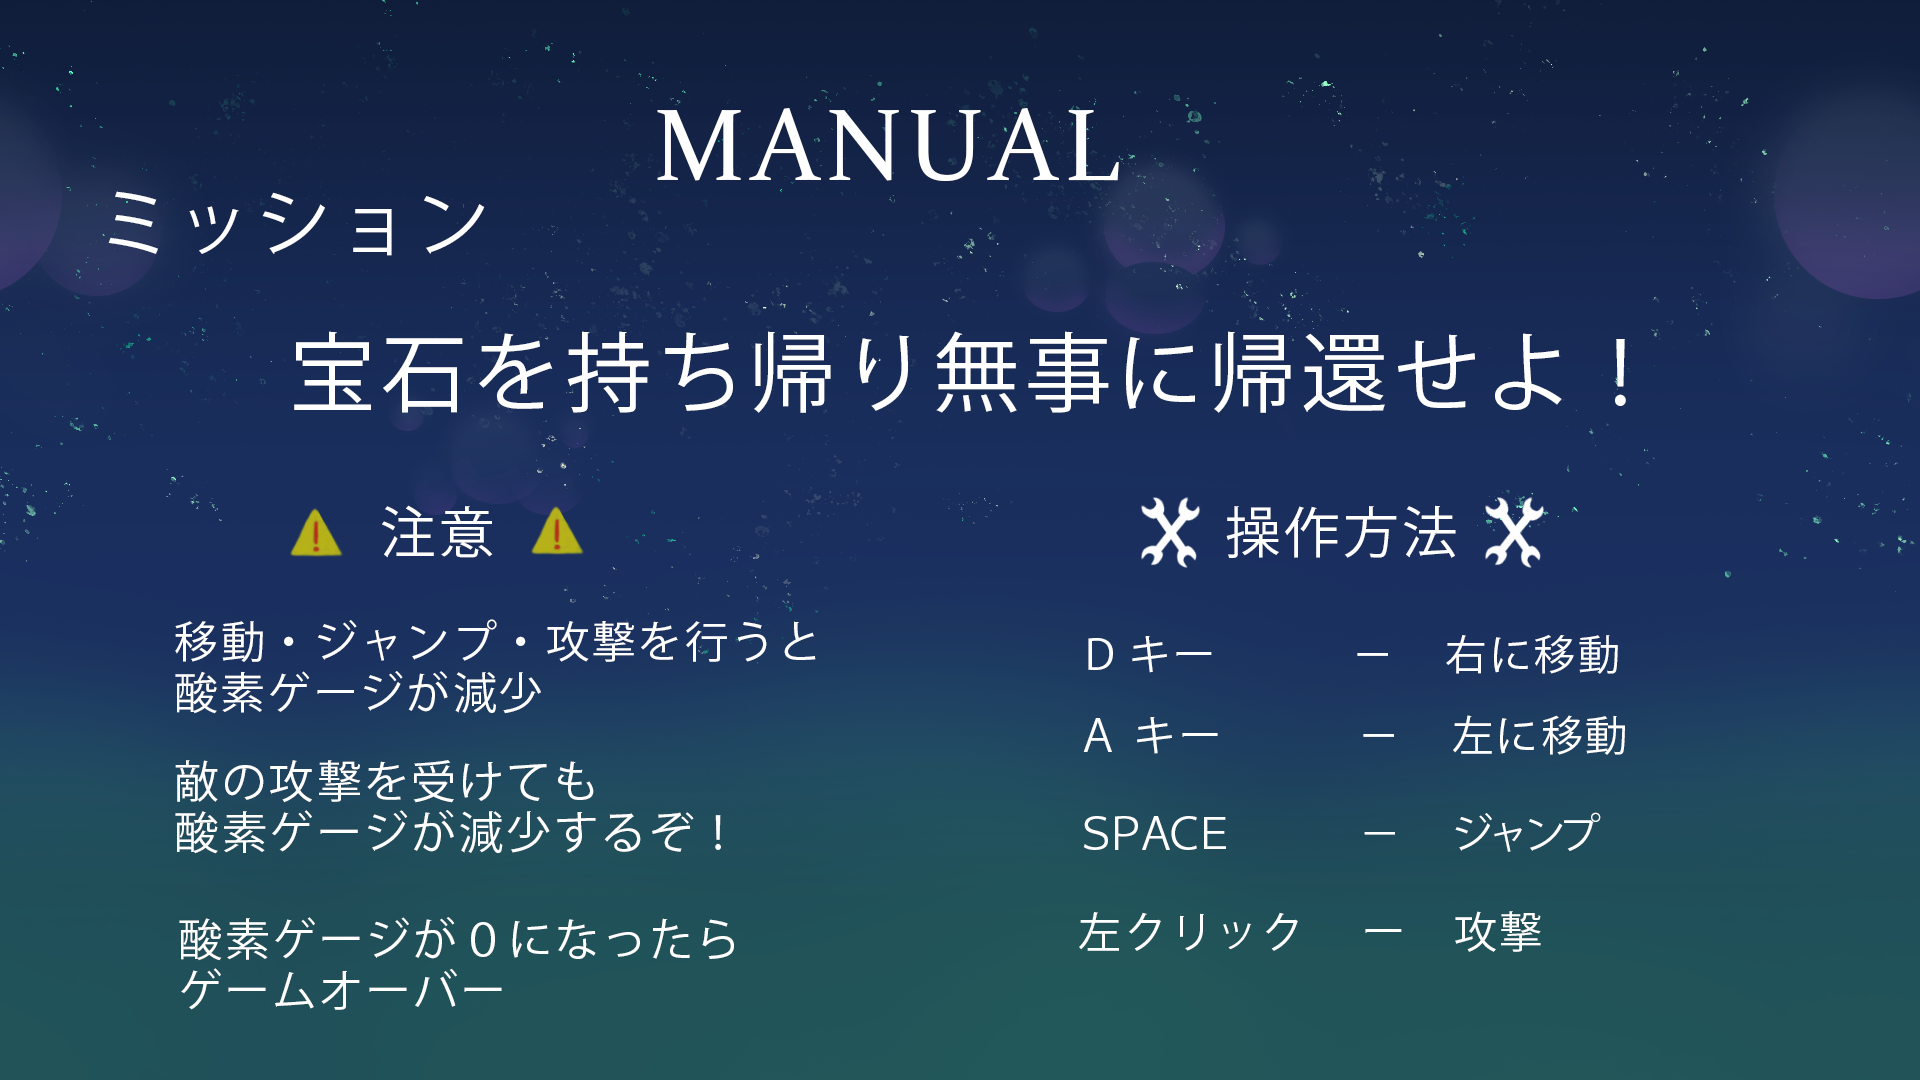 MANUAL
ミッション
宝石を持ち帰り無事に帰還せよ！
注意
移動・ジャンプ・攻撃を行うと
酸素ゲージが減少
敵の攻撃を受けても
酸素ゲージが減少するぞ！
酸素ゲージが０になったら
ゲームオーバー
操作方法
D キー ー 右に移動
A キー ー 左に移動
SPACE ー ジャンプ
左クリック ー 攻撃